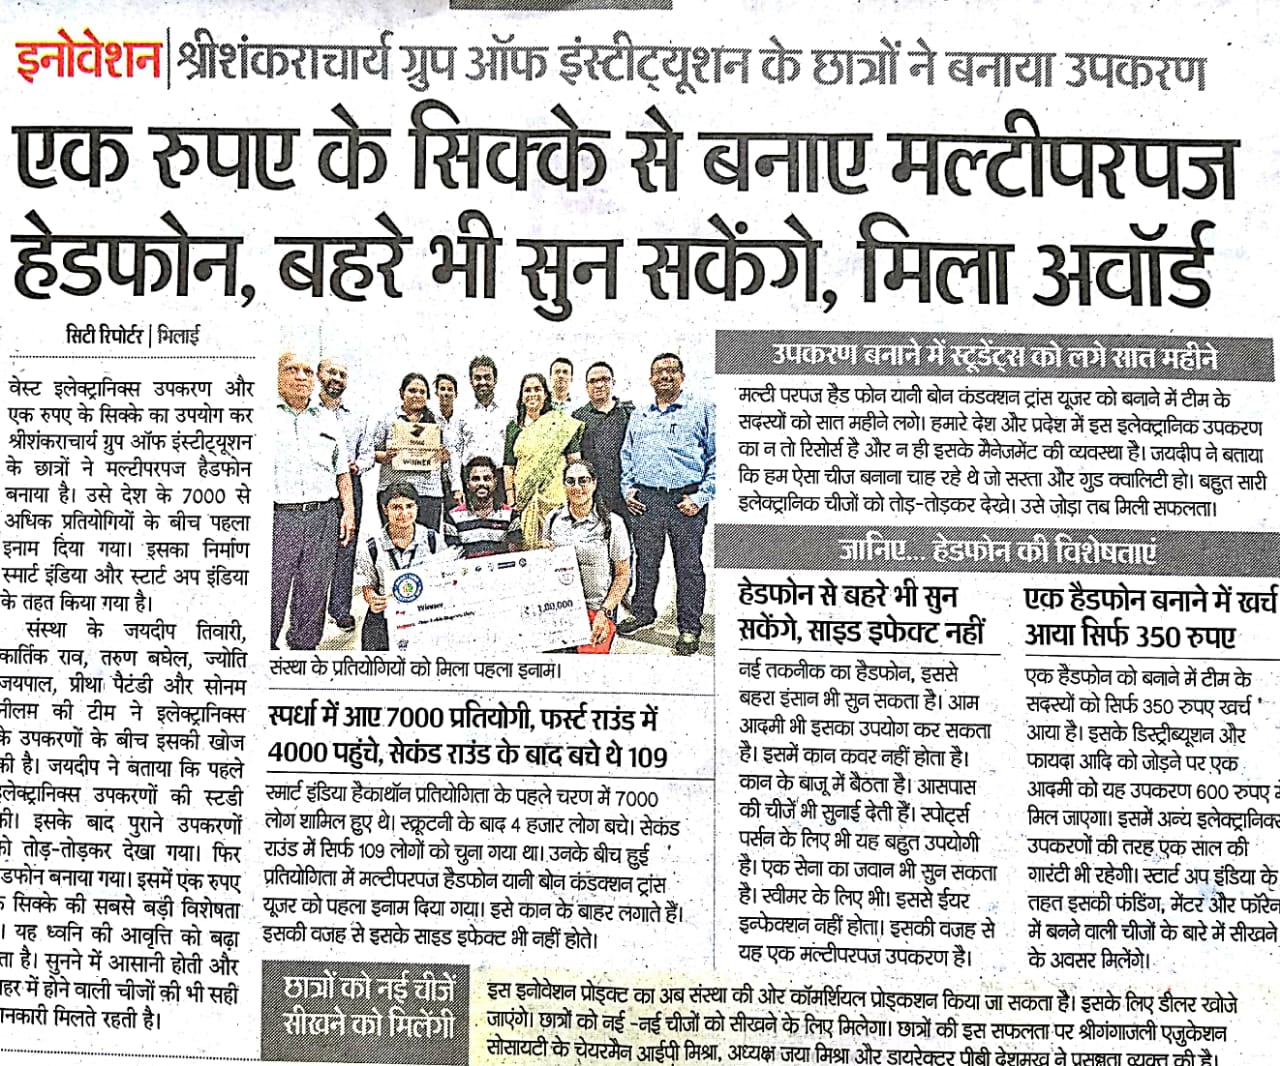 इनोवेशन | श्रीशंकराचार्य ग्रुप ऑफ इंस्टीट्यूशन के छात्रों ने बनाया उपकरण
एक रुपए के सिक्के से बनाए मल्टीपरपज
हेडफोन, बहरे भी सुन सकेंगे, मिला अवॉर्ड
सिटी रिपोर्टर | भिलाई
वेस्ट इलेक्ट्रानिक्स उपकरण और
एक रुपए के सिक्के का उपयोग कर
श्रीशंकराचार्य ग्रुप ऑफ इंस्टीट्यूशन
के छात्रों ने मल्टीपरपज हैडफोन
बनाया है। उसे देश के 7000 से
अधिक प्रतियोगियों के बीच पहला
इनाम दिया गया। इसका निर्माण
स्मार्ट इंडिया और स्टार्ट अप इंडिया
के तहत किया गया है।
संस्था के जयदीप तिवारी,
कार्तिक राव, तरुण बघेल, ज्योति
जयपाल, प्रीथा पैटंडी और सोनम
नीलम की टीम ने इलेक्ट्रानिक्स
के उपकरणों के बीच इसकी खोज
की है। जयदीप ने बताया कि पहले
लेक्ट्रानिक्स उपकरणों की स्टडी
की। इसके बाद पुराने उपकरणों
को तोड़-तोड़कर देखा गया। फिर
डफोन बनाया गया। इसमें एक रुपए
के सिक्के की सबसे बड़ी विशेषता
। यह ध्वनि की आवृत्ति को बढ़ा
ता है। सुनने में आसानी होती और
हर में होने वाली चीजों की भी सही
ानकारी मिलते रहती है।
WINNER
Winner
1,00,000
संस्था के प्रतियोगियों को मिला पहला इनाम।
स्पर्धा में आए 7000 प्रतियोगी, फर्स्ट राउंड में
4000 पहुंचे, सेकंड राउंड के बाद बचे थे 109
स्मार्ट इंडिया हैकाथॉन प्रतियोगिता के पहले चरण में 7000
लोग शामिल हुए थे। स्क्रूटनी के बाद 4 हजार लोग बचे। सेकंड
राउंड में सिर्फ 109 लोगों को चुना गया था। उनके बीच हुई
प्रतियोगिता में मल्टीपरपज हैडफोन यानी बोन कंडक्शन ट्रांस
यूजर को पहला इनाम दिया गया। इसे कान के बाहर लगाते हैं।
इसकी वजह से इसके साइड इफेक्ट भी नहीं होते।
उपकरण बनाने में स्टूडेंट्स को लगे सात महीने
मल्टी परपज हैड फोन यानी बोन कंडक्शन ट्रांस यूजर को बनाने में टीम के
सदस्यों को सात महीने लगे। हमारे देश और प्रदेश में इस इलेक्ट्रानिक उपकरण
का न तो रिसोर्स है और न ही इसके मैनेजमेंट की व्यवस्था है। जयदीप ने बताया
कि हम ऐसा चीज बनाना चाह रहे थे जो सस्ता और गुड क्वालिटी हो। बहुत सारी
इलेक्ट्रानिक चीजों को तोड़-तोड़कर देखे। उसे जोड़ा तब मिली सफलता।
जानिए... हेडफोन की विशेषताएं
हेडफोन से बहरे भी सुन
सकेंगे, साइड इफेक्ट नहीं
नई तकनीक का हैडफोन, इससे
बहरा इंसान भी सुन सकता है। आम
आदमी भी इसका उपयोग कर सकता
है। इसमें कान कवर नहीं होता है।
कान के बाजू में बैठता है। आसपास
की चीजें भी सुनाई देती हैं। स्पोर्ट्स
पर्सन के लिए भी यह बहुत उपयोगी
है। एक सेना का जवान भी सुन सकता
है। स्वीमर के लिए भी। इससे ईयर
इन्फेक्शन नहीं होता। इसकी वजह से
यह एक मल्टीपरपज उपकरण है।
एक हैडफोन बनाने में खर्च
आया सिर्फ 350 रुपए
एक हैडफोन को बनाने में टीम के
सदस्यों को सिर्फ 350 रुपए खर्च
आया है। इसके डिस्ट्रीब्यूशन और
फायदा आदि को जोड़ने पर एक
आदमी को यह उपकरण 600 रुपए में
मिल जाएगा। इसमें अन्य इलेक्ट्रानिक्स
उपकरणों की तरह एक साल की
गारंटी भी रहेगी। स्टार्ट अप इंडिया के
तहत इसकी फंडिंग, मेंटर और फॉरेन
में बनने वाली चीजों के बारे में सीखने
के अवसर मिलेंगे।
छात्रों को नई चीजें
सीखने को मिलेंगी
इस इनोवेशन प्रोड्क्ट का अब संस्था की ओर कॉमर्शियल प्रोड्कशन किया जा सकता है। इसके लिए डीलर खोजे
जाएंगे। छात्रों को नई -नई चीजों को सीखने के लिए मिलेगा। छात्रों की इस सफलता पर श्रीगंगाजली एजुकेशन
सोसायटी के चेयरमैन आईपी मिश्रा, अध्यक्ष जया मिश्रा और डायरेक्टर पीबी देशमुख ने प्रसन्नता व्यक्त की है।